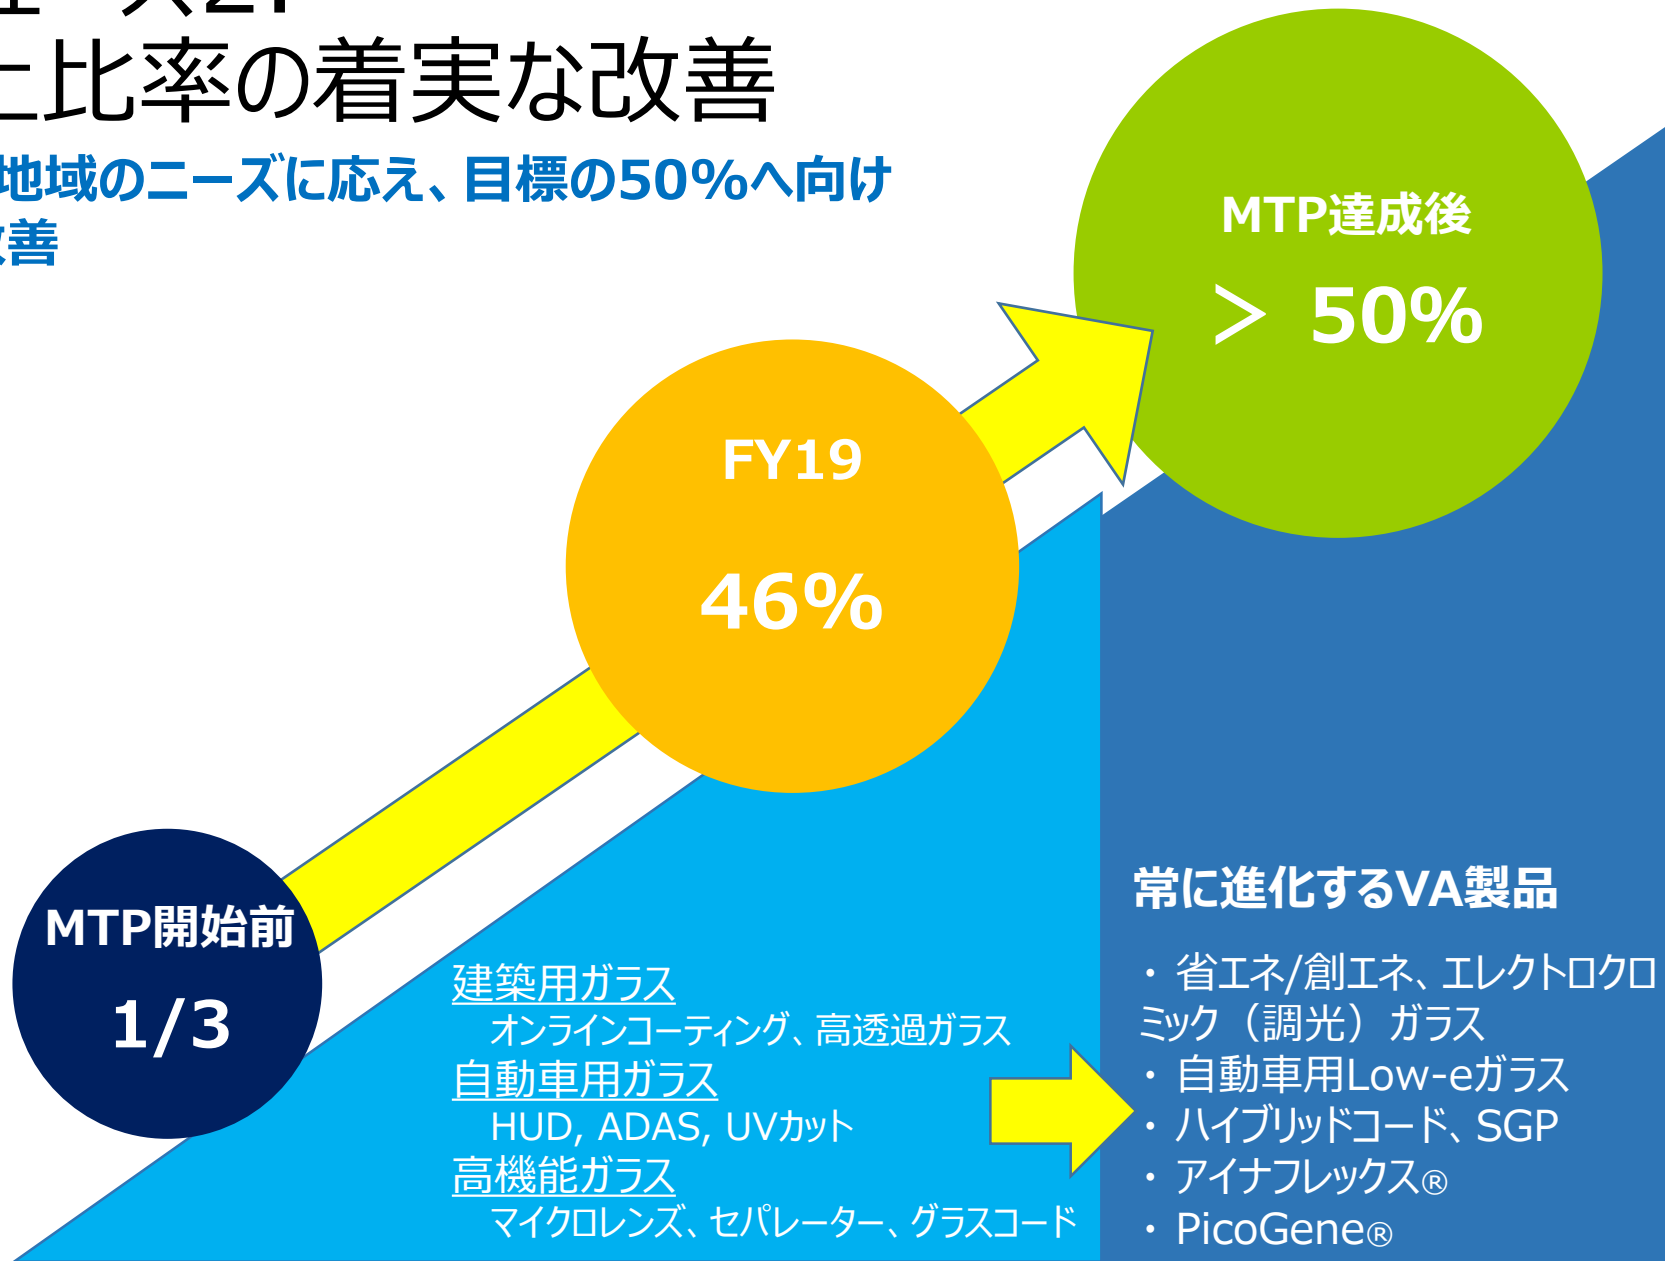 ェーズ2:
上比率の着実な改善
地域のニーズに応え、目標の50%へ向け
改善
MTP達成後
＞ 50%
FY19
46%
MTP開始前
1/3
建築用ガラス
オンラインコーティング、高透過ガラス
自動車用ガラス
HUD, ADAS, UVカット
高機能ガラス
マイクロレンズ、セパレーター、グラスコード
常に進化するVA製品
・ 省エネ/創エネ、エレクトロクロ
ミック（調光）ガラス
・ 自動車用Low-eガラス
・ ハイブリッドコード、SGP
・ アイナフレックス®
・ PicoGene®